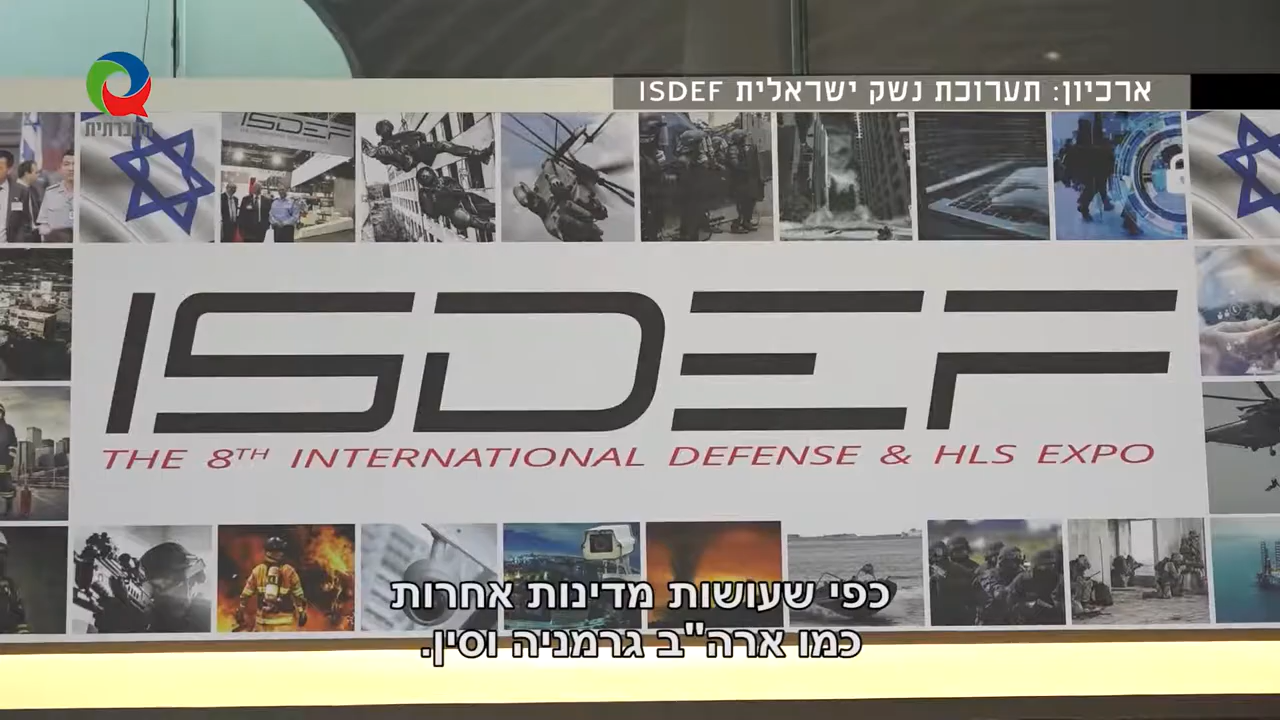 ארכיון: תערוכת נשק ישראלית ISDEF
חברתית
ISDEF
ISDEF
THE 8TH INTERNATIONAL DEFENSE & HLS EXPO
כפי שעושות מדינות אחרות
כמו ארה"ב גרמניה וסין.